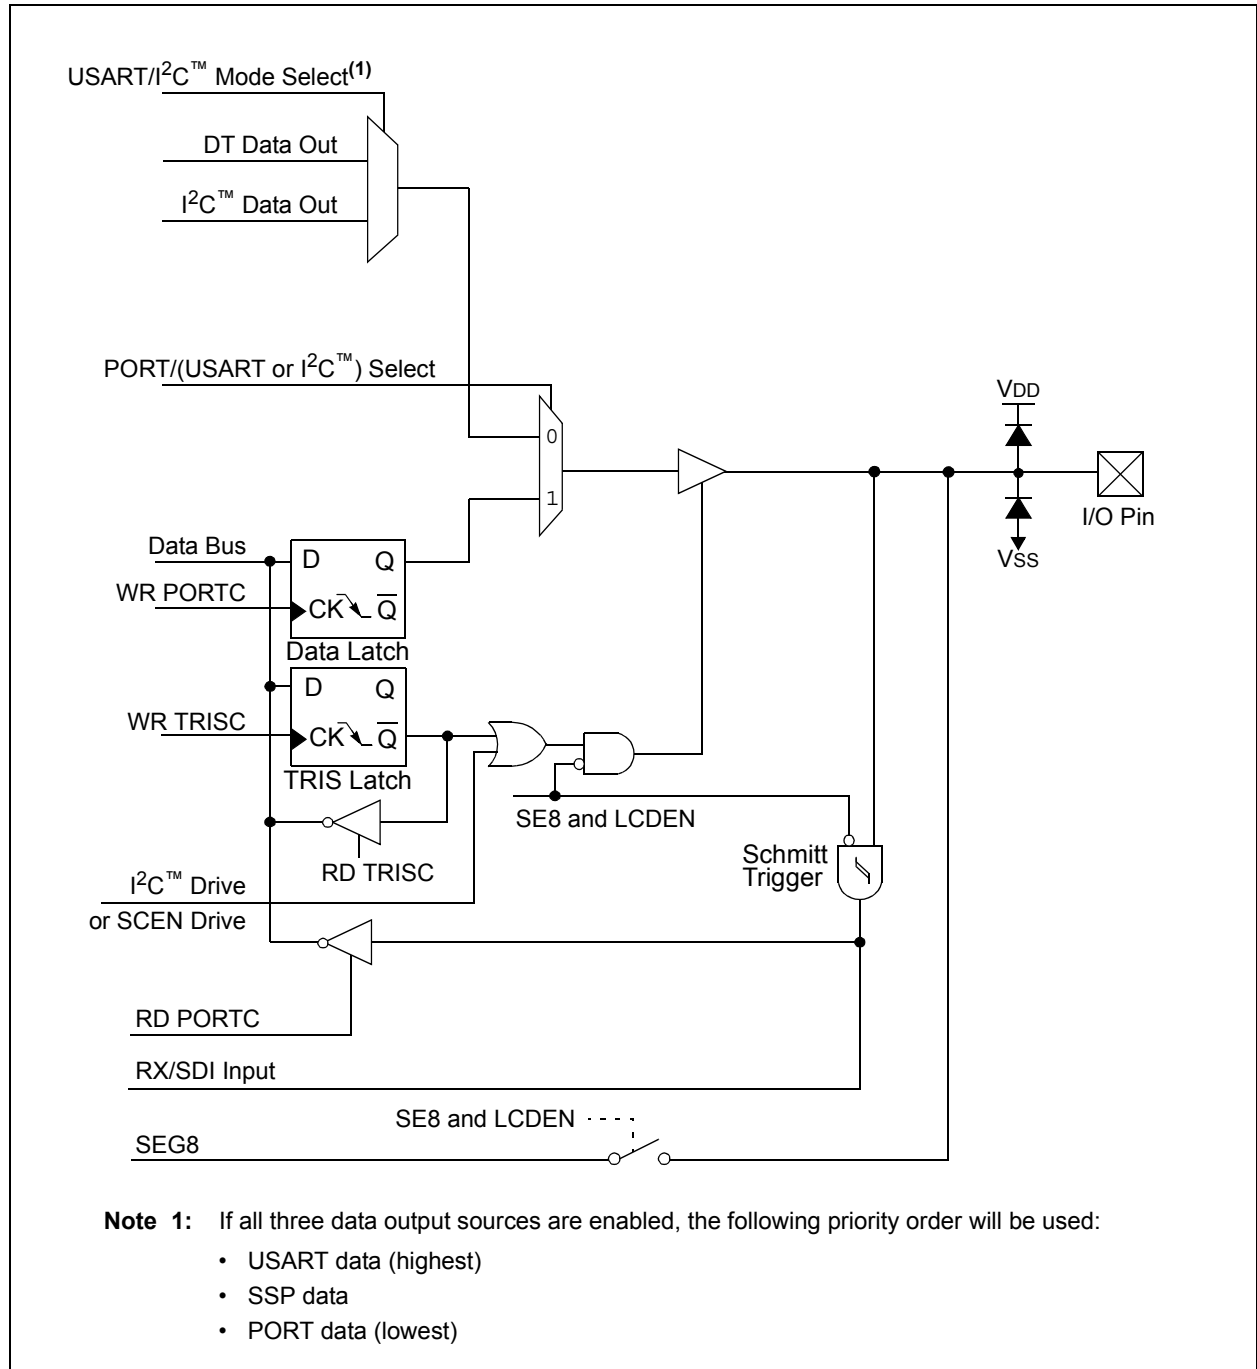 USART/I²C™ Mode Select(1)
DT Data Out
I²C™ Data Out
PORT/(USART or I²C™) Select
0
1
VDD
I/O Pin
VSS
Data Bus
D Q
WR PORTC
CK Q̅
Data Latch
D Q
WR TRISC
CK Q̅
TRIS Latch
SE8 and LCDEN
RD TRISC
Schmitt
Trigger
I²C™ Drive
or SCEN Drive
RD PORTC
RX/SDI Input
SE8 and LCDEN
SEG8
Note 1: If all three data output sources are enabled, the following priority order will be used:
• USART data (highest)
• SSP data
• PORT data (lowest)